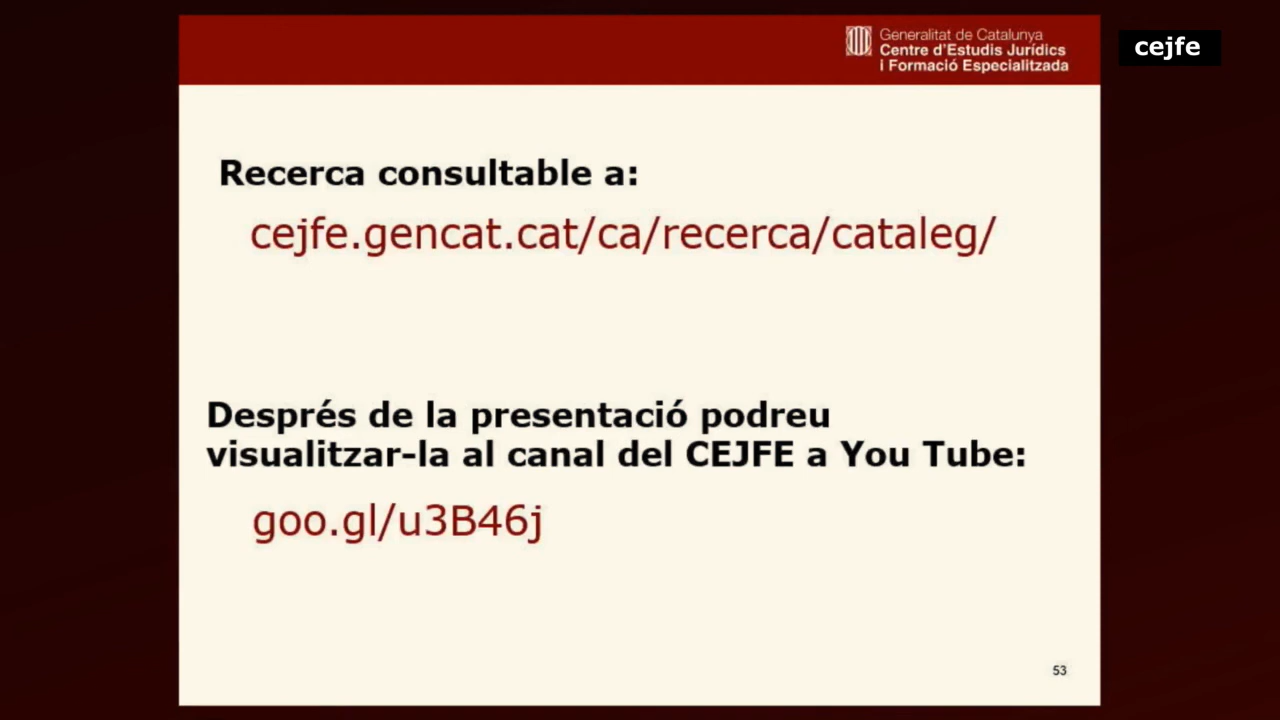 Generalitat de Catalunya
Centre d'Estudis Jurídics
i Formació Especialitzada
cejfe
Recerca consultable a:
cejfe.gencat.cat/ca/recerca/cataleg/
Després de la presentació podreu
visualitzar-la al canal del CEJFE a You Tube:
goo.gl/u3B46j
53